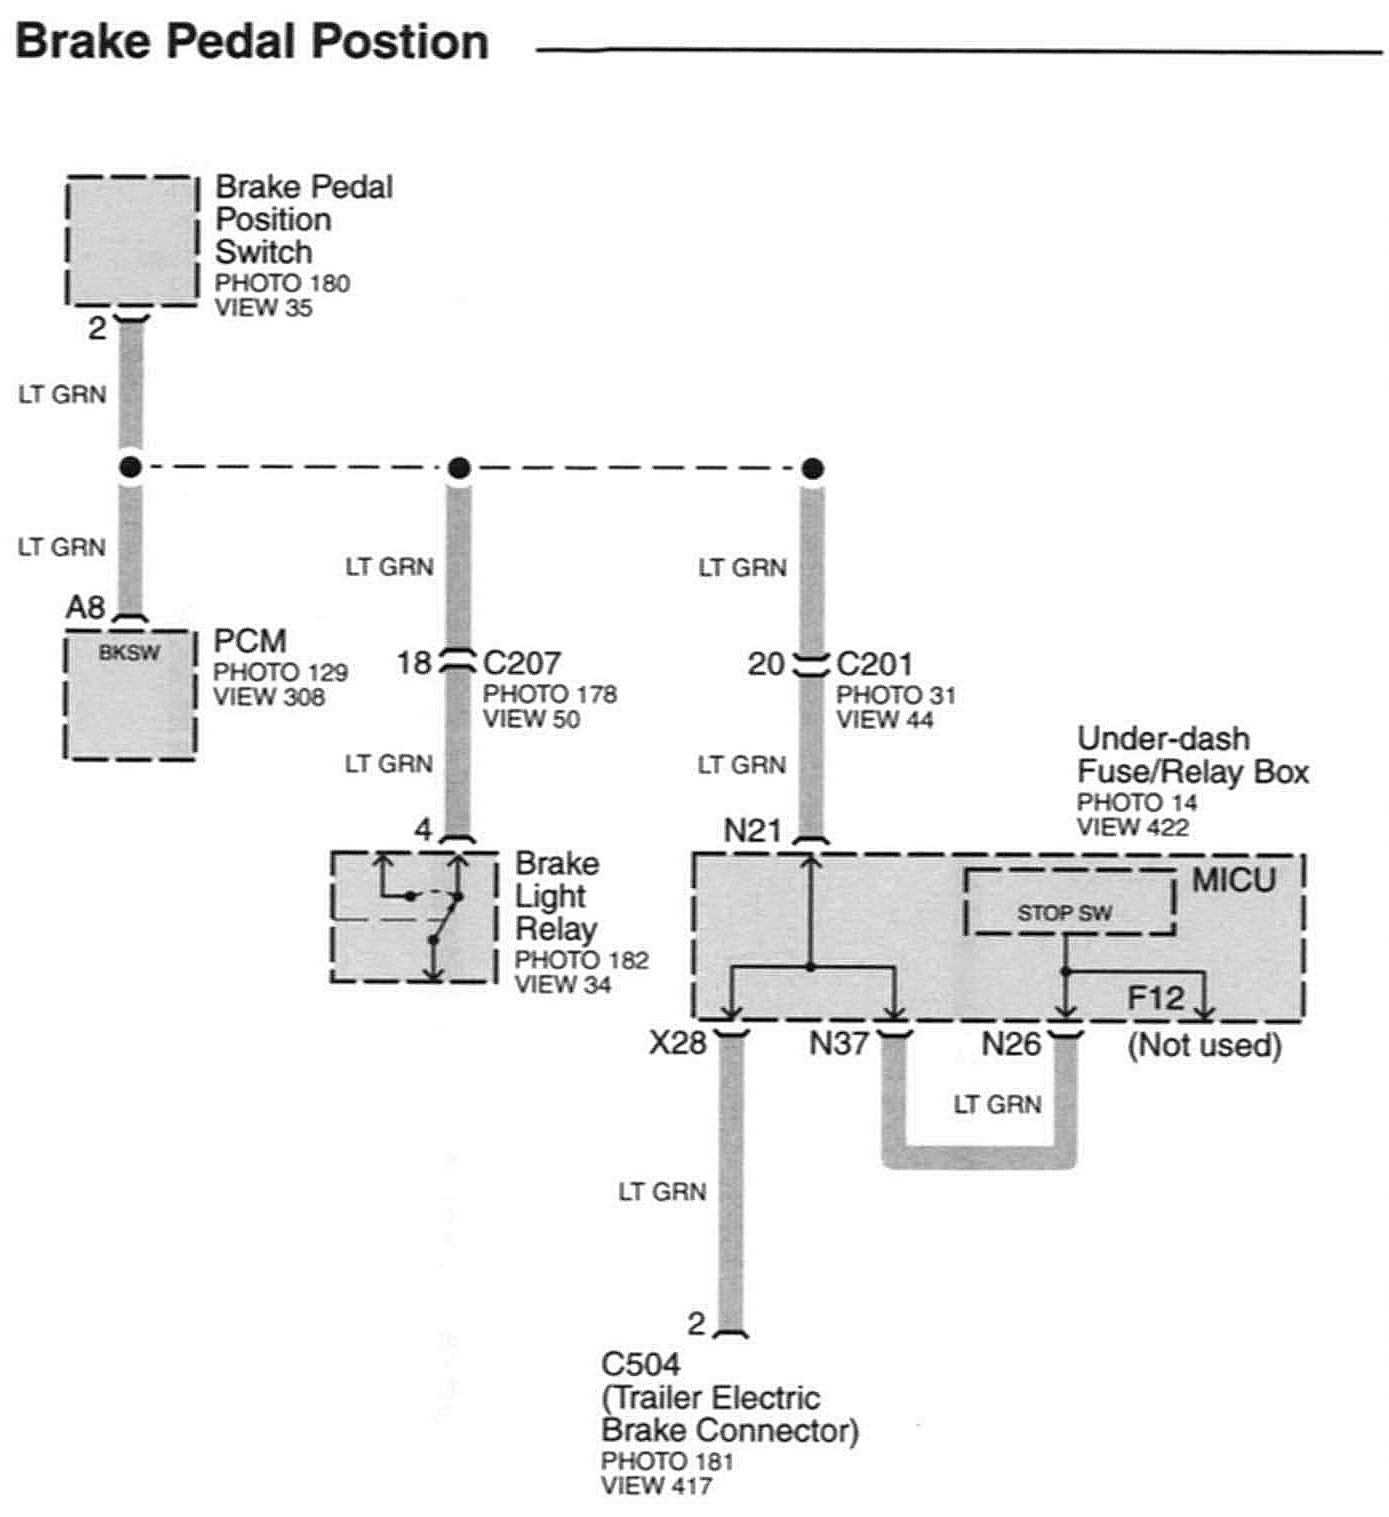 Brake Pedal Postion
Brake Pedal
Position
Switch
PHOTO 180
VIEW 35
2
LT GRN
LT GRN
LT GRN
LT GRN
A8
BKSW
PCM
PHOTO 129
VIEW 308
18
C207
PHOTO 178
VIEW 50
20
C201
PHOTO 31
VIEW 44
LT GRN
LT GRN
Under-dash
Fuse/Relay Box
PHOTO 14
VIEW 422
4
N21
Brake
Light
Relay
PHOTO 182
VIEW 34
MICU
STOP SW
F12
X28
N37
N26
(Not used)
LT GRN
LT GRN
2
C504
(Trailer Electric
Brake Connector)
PHOTO 181
VIEW 417